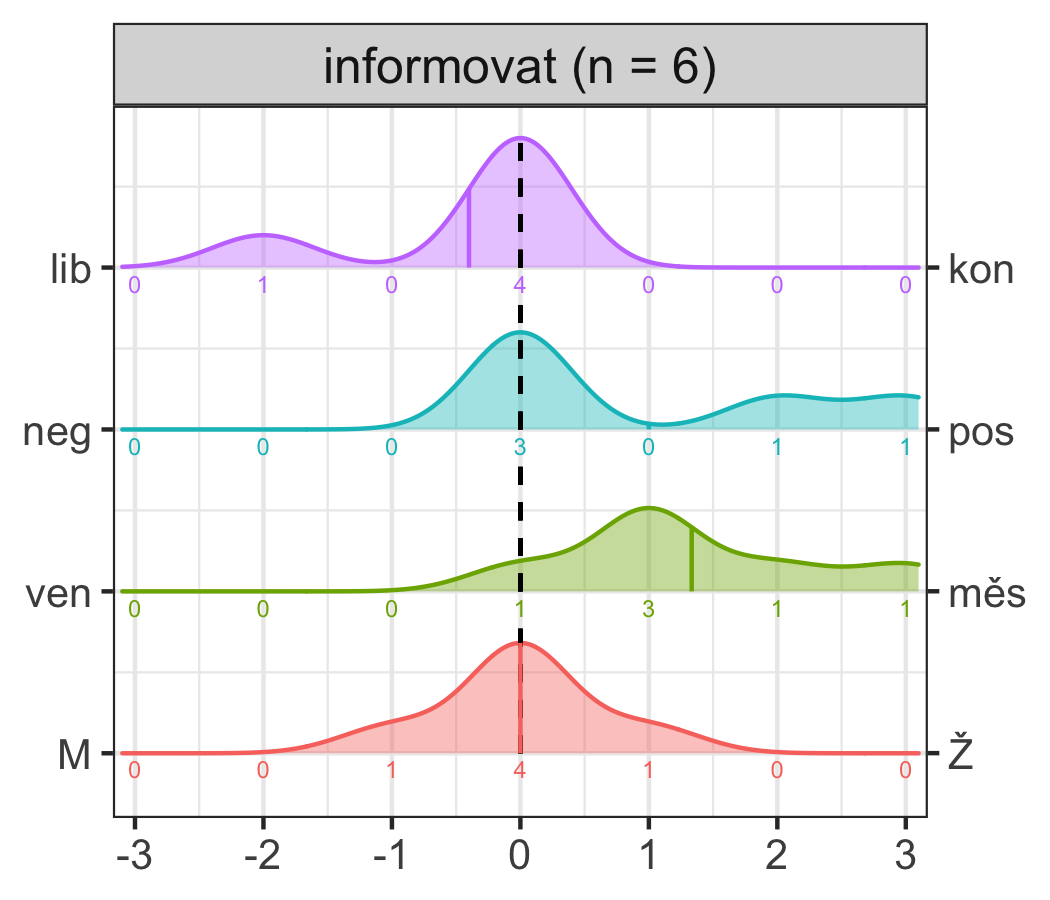 informovat (n = 6)
lib kon
0 1 0 4 0 0 0
neg pos
0 0 0 3 0 1 1
ven měs
0 0 0 1 3 1 1
M Ž
0 0 1 4 1 0 0
-3 -2 -1 0 1 2 3